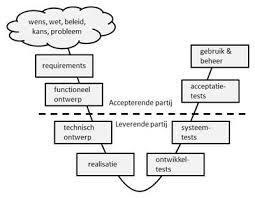 wens, wet, beleid,
kans, probleem
requirements
functioneel
ontwerp
Accepterende partij
Leverende partij
technisch
ontwerp
realisatie
ontwikkel-
tests
systeem-
tests
acceptatie-
tests
gebruik &
beheer